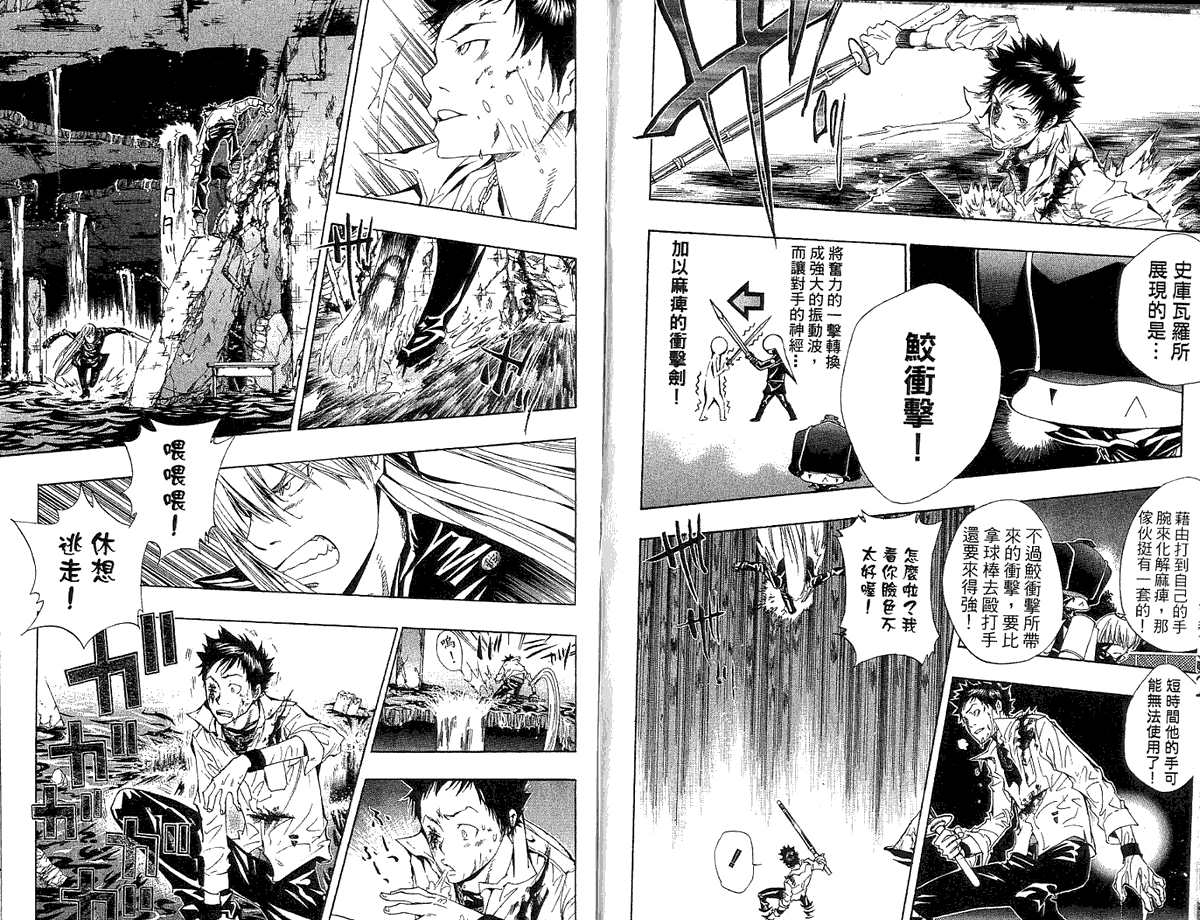 史庫瓦羅所
展現的是…
鮫衝擊！
將奮力的一擊轉換
成強大的振動波，
而讓對手的神經…
加以麻痺的衝擊劍！
藉由打到自己的手
腕來化解麻痺，那
傢伙挺有一套的！
不過鮫衝擊所帶
來的衝擊，要比
拿球棒去毆打手
還要來得強！
短時間他的手可
能無法使用了！
怎麼啦？我
看你臉色不
太好喔！
！！
喂喂喂！
休想
逃走！
嗚！
ガガガガガ